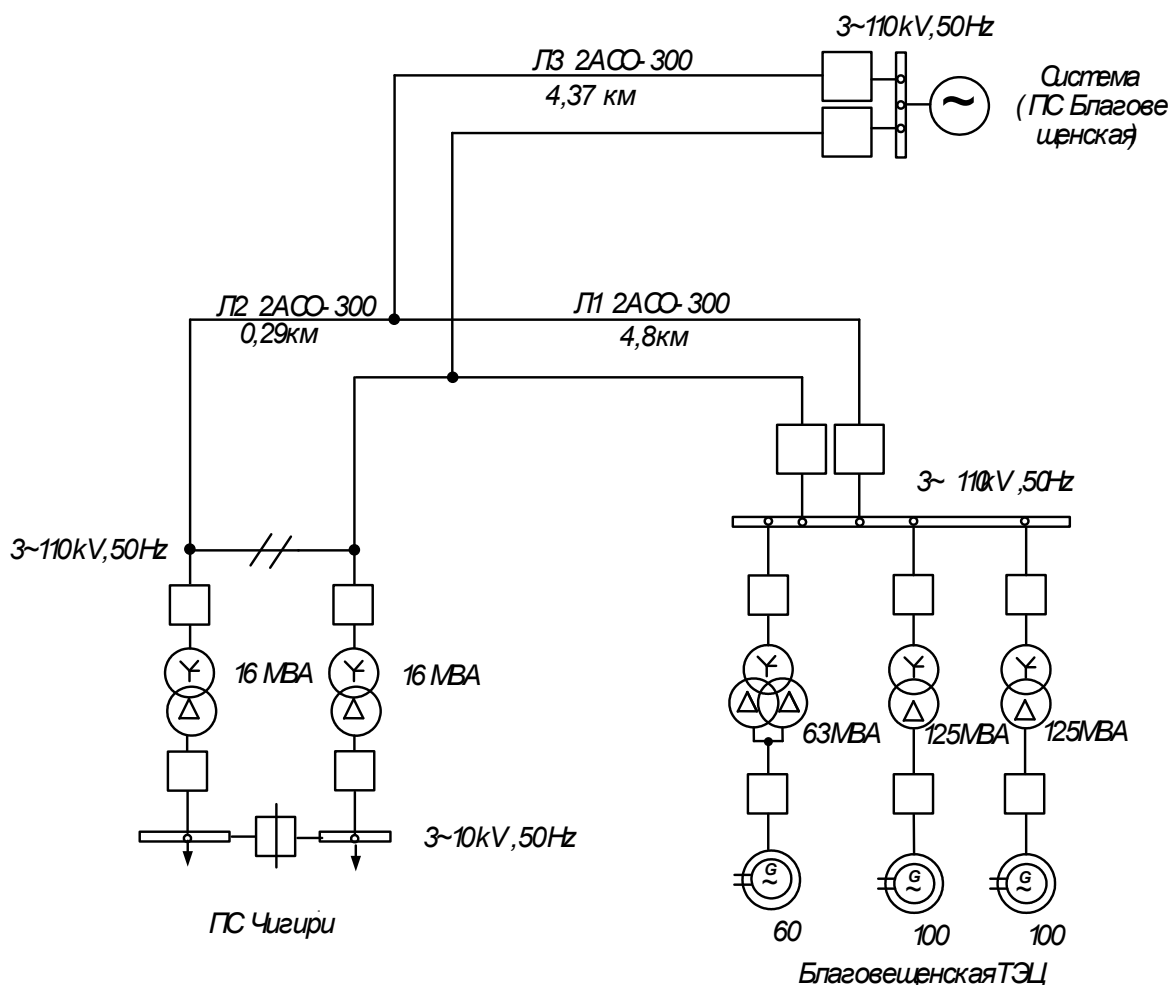 3~110kV,50Hz
Л3 2АСО-300
4,37 км
Система
(ПС Благове
щенская)
Л2 2АСО-300
0,29км
Л1 2АСО-300
4,8км
3~ 110kV,50Hz
3~110kV,50Hz
16 МВА
16 МВА
63МВА
125МВА
125МВА
3~10kV,50Hz
G
~
G
~
G
~
~
ПС Чигири
60
100
100
Благовещенская ТЭЦ